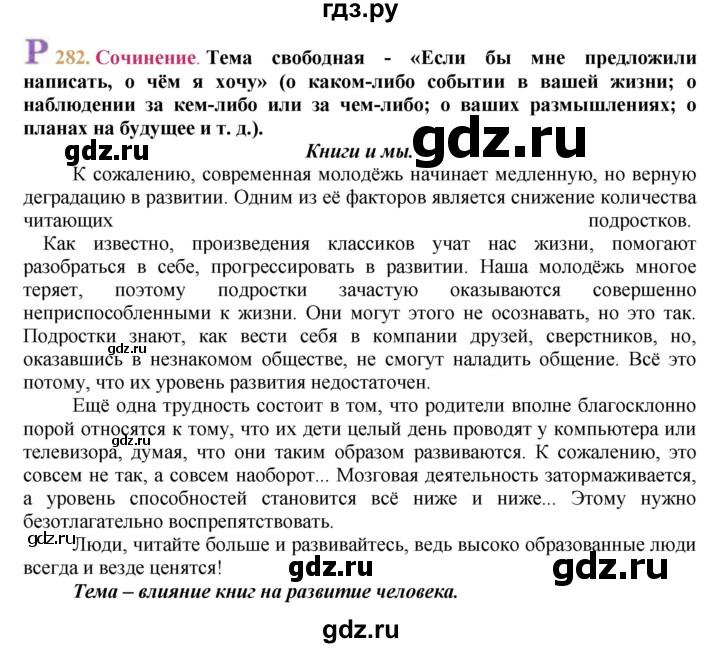 гдз.ру
Р 282. Сочинение. Тема свободная - «Если бы мне предложили
написать, о чём я хочу» (о каком-либо событии в вашей жизни; о
наблюдении за кем-либо или за чем-либо; о ваших размышлениях; о
планах на будущее и т. д.).
gdz.ru
gdz.ru
Книги и мы.
К сожалению, современная молодёжь начинает медленную, но верную
деградацию в развитии. Одним из её факторов является снижение количества
читающих подростков.
Как известно, произведения классиков учат нас жизни, помогают
разобраться в себе, прогрессировать в развитии. Наша молодёжь многое
теряет, поэтому подростки зачастую оказываются совершенно
неприспособленными к жизни. Они могут этого не осознавать, но это так.
Подростки знают, как вести себя в компании друзей, сверстников, но,
gdz.ru
оказавшись в незнакомом обществе, не смогут наладить общение. Всё это
потому, что их уровень развития недостаточен.
Ещё одна трудность состоит в том, что родители вполне благосклонно
порой относятся к тому, что их дети целый день проводят у компьютера или
gdz.ru
телевизора, думая, что они таким образом развиваются. К сожалению, это
совсем не так, а совсем наоборот... Мозговая деятельность затормаживается,
а уровень способностей становится всё ниже и ниже... Этому нужно
безотлагательно воспрепятствовать.
gdz.ru
Люди, читайте больше и развивайтесь, ведь высоко образованные люди
всегда и везде ценятся!
gdz.ru
Тема – влияние книг на развитие человека.
gdz.ru